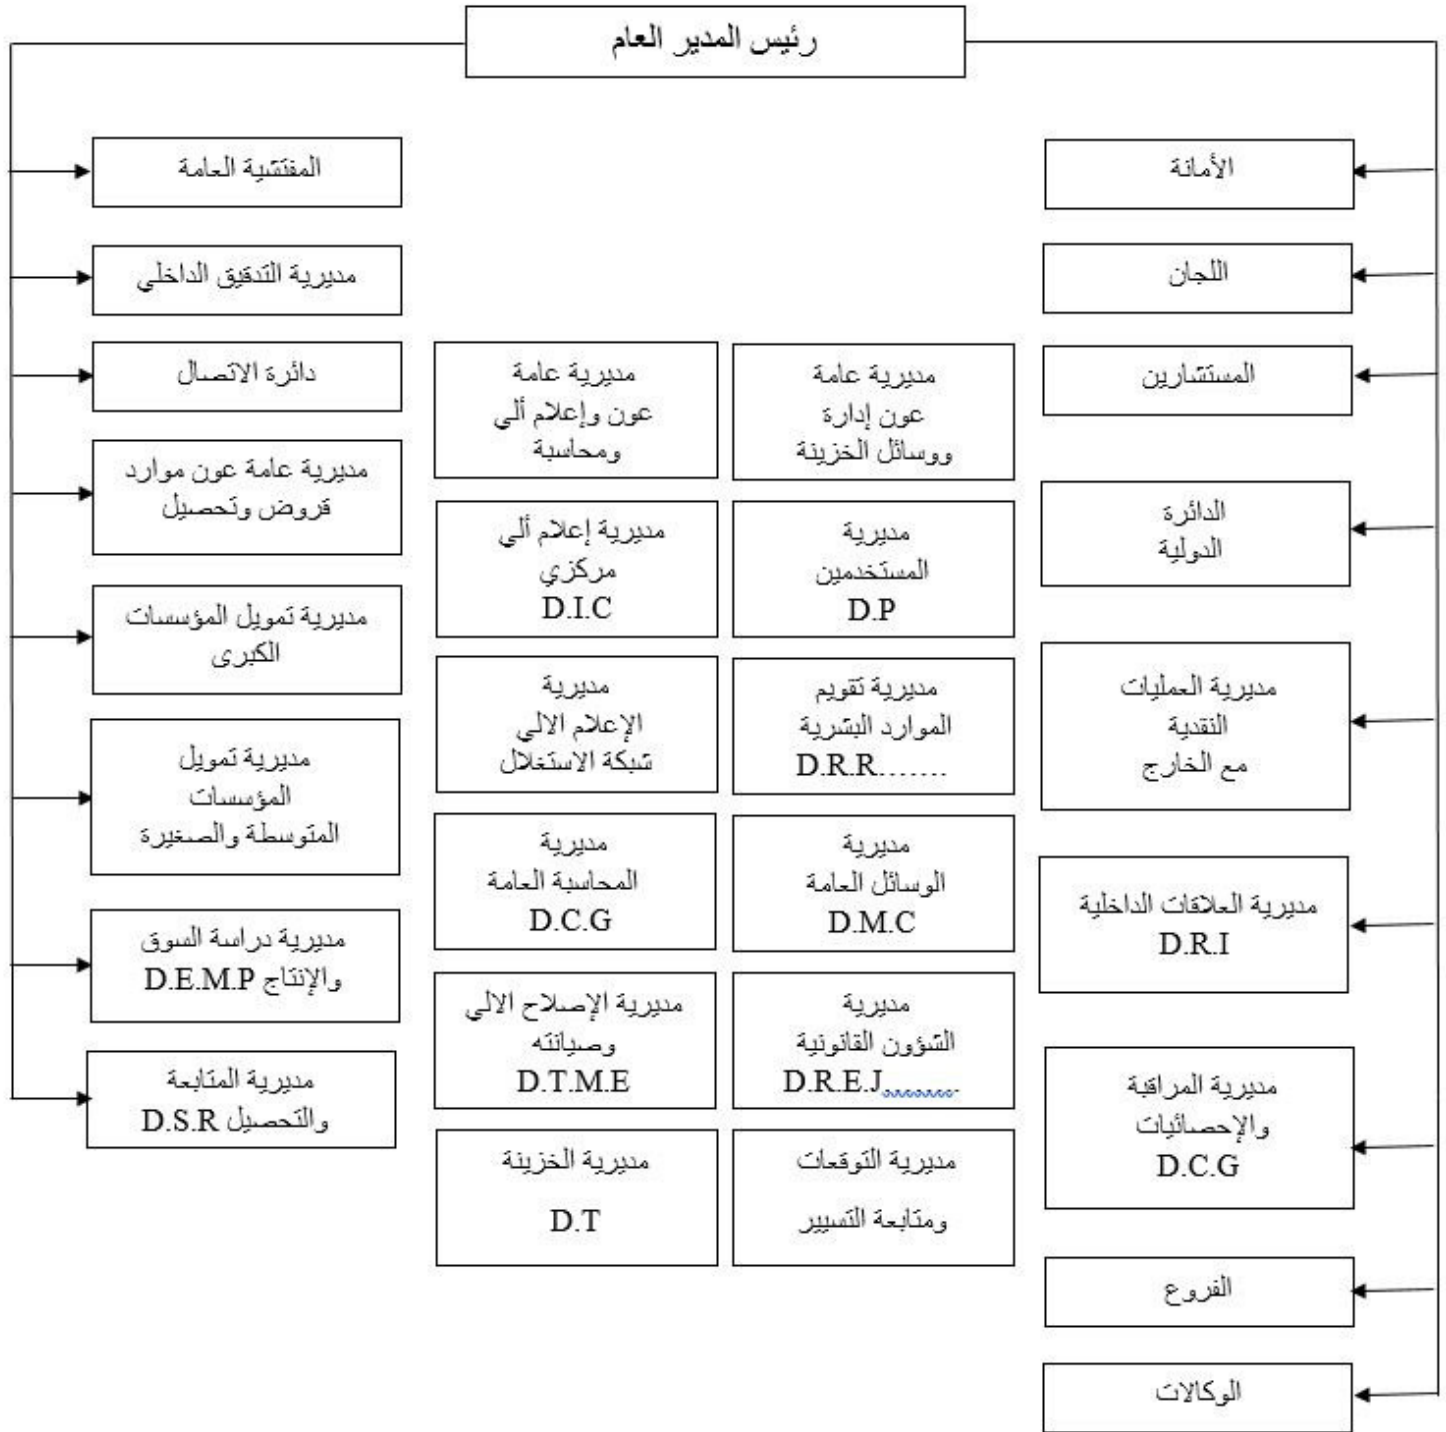 رئيس المدير العام
الأمانة
اللجان
المستشارين
الدائرة
الدولية
مديرية العمليات
النقدية
مع الخارج
مديرية العلاقات الداخلية
D.R.I
مديرية المراقبة
والإحصائيات
D.C.G
الفروع
الوكالات
مديرية عامة
عون إدارة
ووسائل الخزينة
مديرية
المستخدمين
D.P
مديرية تقويم
الموارد البشرية
D.R.R.......
مديرية
الوسائل العامة
D.M.C
مديرية
الشؤون القانونية
D.R.E.J........
مديرية التوقعات
ومتابعة التسيير
مديرية عامة
عون وإعلام ألي
ومحاسبة
مديرية إعلام ألي
مركزي
D.I.C
مديرية
الإعلام الالي
شبكة الاستغلال
مديرية
المحاسبة العامة
D.C.G
مديرية الإصلاح الالي
وصيانته
D.T.M.E
مديرية الخزينة
D.T
المفتشية العامة
مديرية التدقيق الداخلي
دائرة الاتصال
مديرية عامة عون موارد
قروض وتحصيل
مديرية تمويل المؤسسات
الكبرى
مديرية تمويل
المؤسسات
المتوسطة والصغيرة
مديرية دراسة السوق
والإنتاج D.E.M.P
مديرية المتابعة
والتحصيل D.S.R